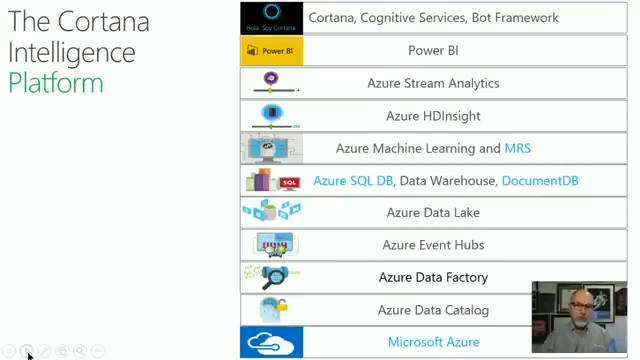 The Cortana
Intelligence
Platform
Hola. Soy Cortana
Cortana, Cognitive Services, Bot Framework
Power BI
Power BI
Azure Stream Analytics
Azure HDInsight
Azure Machine Learning and MRS
SQL
Azure SQL DB, Data Warehouse, DocumentDB
Azure Data Lake
Azure Event Hubs
Azure Data Factory
Azure Data Catalog
Microsoft Azure